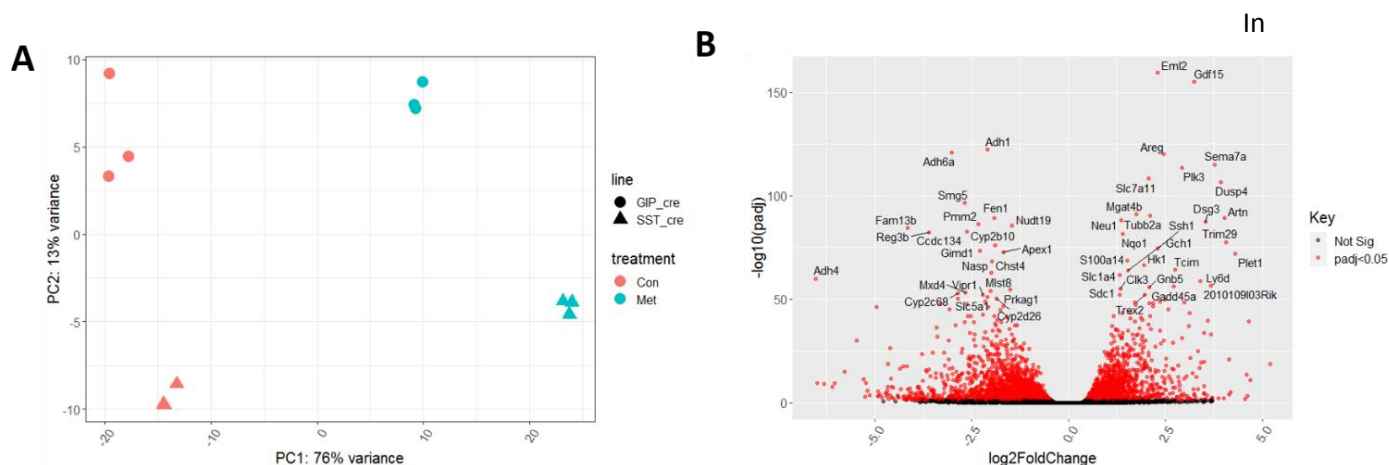 In
A
B
10
5
0
-5
-10
PC2: 13% variance
-20
-10
0
10
20
PC1: 76% variance
line
GIP_cre
SST_cre
treatment
Con
Met
150
100
50
0
-log10(padj)
Eml2
Gdf15
Adh1
Adh6a
Areg
Sema7a
Plk3
Slc7a11
Dusp4
Smg5
Fen1
Mgat4b
Dsg3
Artn
Fam13b
Pmm2
Nudt19
Neu1
Tubb2a
Ssh1
Reg3b
Ccdc134
Cyp2b10
Trim29
Gimd1
Apex1
Nqo1
Gch1
Plet1
Adh4
Nasp
Chst4
S100a14
Hk1
Tcim
Slc1a4
Clk3
Gnb5
Ly6d
Mxd4
Vipr1
Mlst8
Sdc1
Gadd45a
2010109I03Rik
Cyp2c68
Slc5a1
Prkag1
Trex2
Cyp2d26
-5.0
-2.5
0.0
2.5
5.0
log2FoldChange
Key
Not Sig
padj<0.05